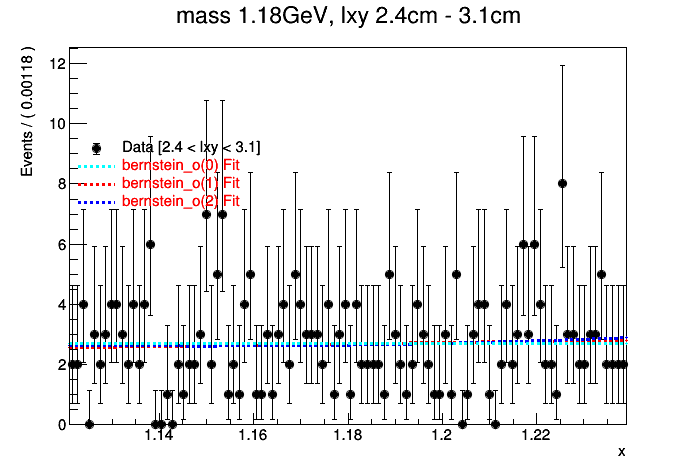 mass 1.18GeV, lxy 2.4cm - 3.1cm
Events / ( 0.00118 )
12
10
8
6
4
2
0
Data [2.4 < lxy < 3.1]
bernstein_o(0) Fit
bernstein_o(1) Fit
bernstein_o(2) Fit
1.14
1.16
1.18
1.2
1.22
x